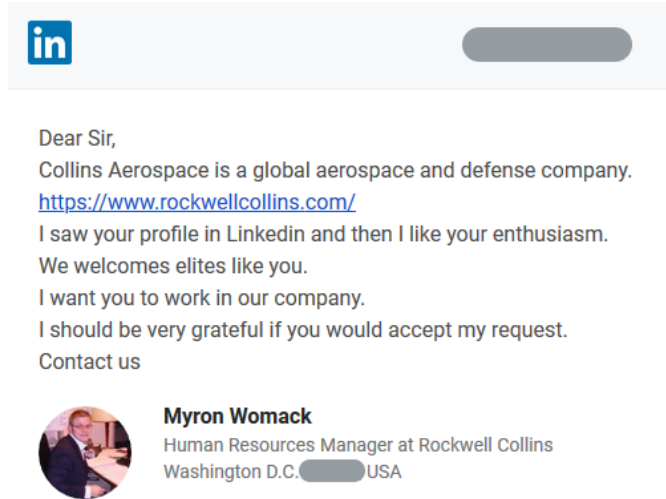 in
Dear Sir,
Collins Aerospace is a global aerospace and defense company.
https://www.rockwellcollins.com/
I saw your profile in Linkedin and then I like your enthusiasm.
We welcomes elites like you.
I want you to work in our company.
I should be very grateful if you would accept my request.
Contact us
Myron Womack
Human Resources Manager at Rockwell Collins
Washington D.C. USA